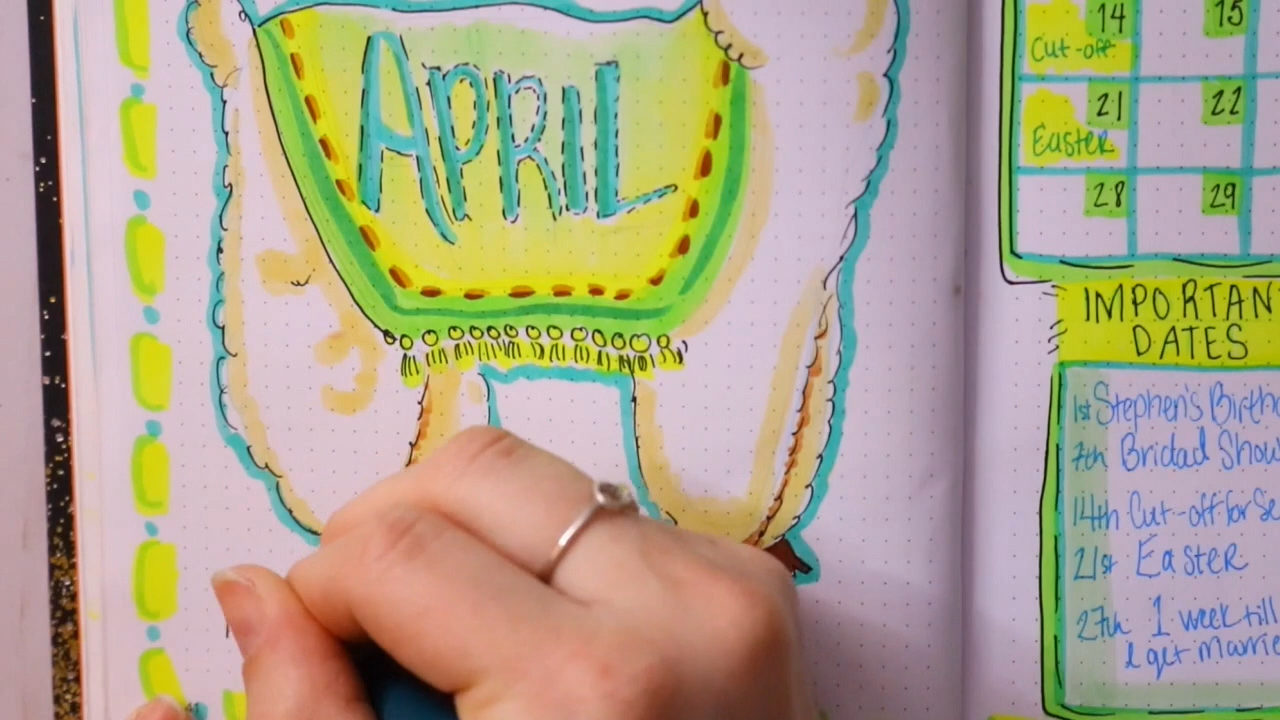 APRIL
14 15
Cut-off
21 22
Easter
28 29
IMPORTAN
DATES
1st Stephen's Birth
7th Bridad Show
14th Cut-off for Se
21st Easter
27th 1 week till
I get Marrie